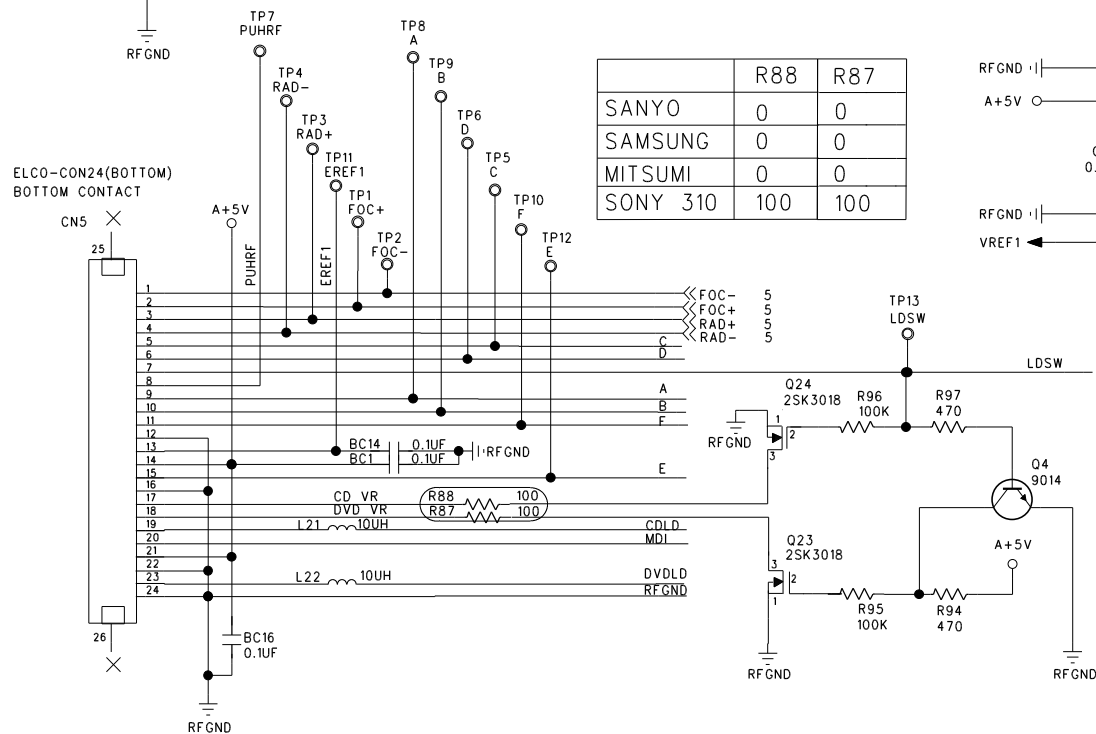 RFGND
TP7
PUHRF
TP8
A
TP4
RAD-
TP9
B
TP3
RAD+
TP6
D
TP11
EREF1
TP5
C
TP1
FOC+
TP10
F
TP2
FOC-
TP12
E
R88 R87
SANYO 0 0
SAMSUNG 0 0
MITSUMI 0 0
SONY 310 100 100
RFGND
A+5V
RFGND
VREF1
ELCO-CON24(BOTTOM)
BOTTOM CONTACT
CN5
A+5V
PUHRF
EREF1
25
1
2
3
4
5
6
7
8
9
10
11
12
13
14
15
16
17
18
19
20
21
22
23
24
26
FOC- 5
FOC+ 5
RAD+ 5
RAD- 5
C
D
A
B
F
BC14 0.1UF
BC1 0.1UF
RFGND
E
CD VR R88 100
DVD VR R87 100
L21 10UH CDLD
MDI
L22 10UH DVDLD
RFGND
BC16
0.1UF
RFGND
TP13
LDSW
LDSW
Q24
2SK3018
1
2
3
RFGND
R96
100K
R97
470
Q4
9014
Q23
2SK3018
3
2
1
A+5V
R95
100K
R94
470
RFGND
RFGND